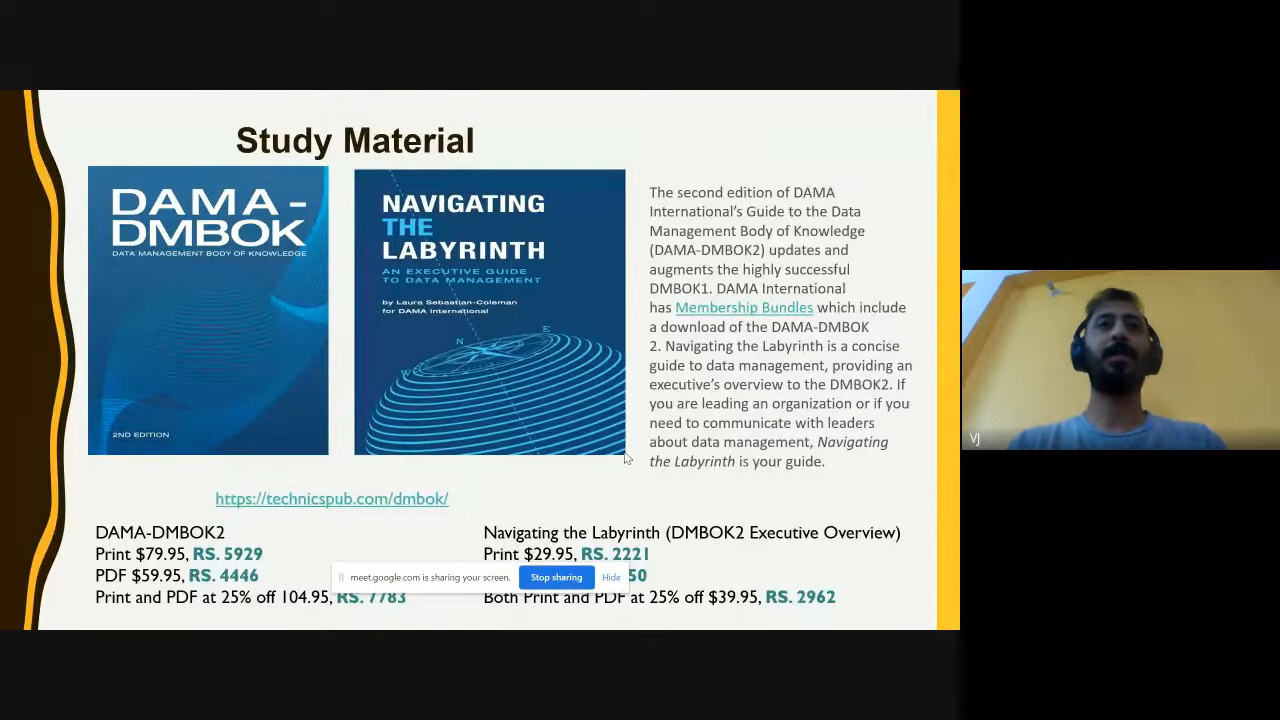 Study Material
DAMA-
DMBOK
DATA MANAGEMENT BODY OF KNOWLEDGE
2ND EDITION
NAVIGATING
THE
LABYRINTH
AN EXECUTIVE GUIDE
TO DATA MANAGEMENT
by Laura Sebastian-Coleman
for DAMA International
N
E
W
The second edition of DAMA
International's Guide to the Data
Management Body of Knowledge
(DAMA-DMBOK2) updates and
augments the highly successful
DMBOK1. DAMA International
has Membership Bundles which include
a download of the DAMA-DMBOK
2. Navigating the Labyrinth is a concise
guide to data management, providing an
executive's overview to the DMBOK2. If
you are leading an organization or if you
need to communicate with leaders
about data management, Navigating
the Labyrinth is your guide.
https://technicspub.com/dmbok/
DAMA-DMBOK2
Print $79.95, RS. 5929
PDF $59.95, RS. 4446
Print and PDF at 25% off 104.95, RS. 7783
Navigating the Labyrinth (DMBOK2 Executive Overview)
Print $29.95, RS. 2221
50
Both Print and PDF at 25% off $39.95, RS. 2962
meet.google.com is sharing your screen.
Stop sharing
Hide
VJ